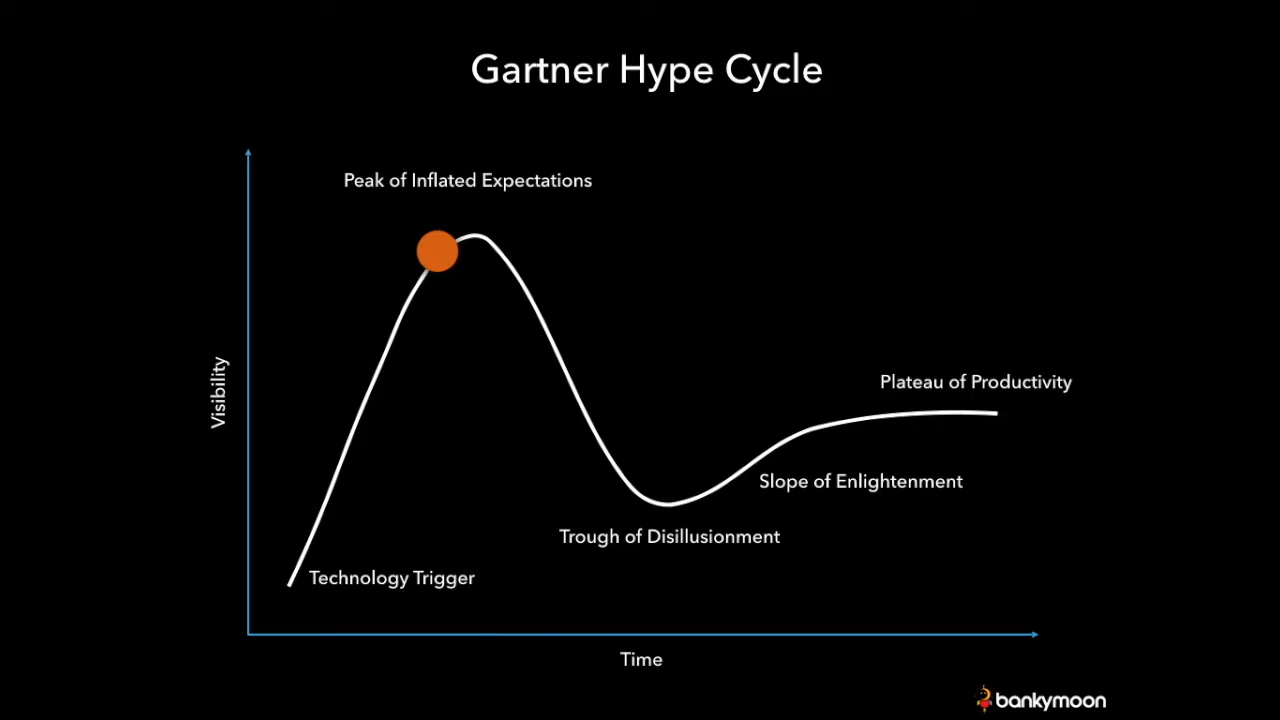 Gartner Hype Cycle
Peak of Inflated Expectations
Visibility
Plateau of Productivity
Slope of Enlightenment
Trough of Disillusionment
Technology Trigger
Time
bankymoon